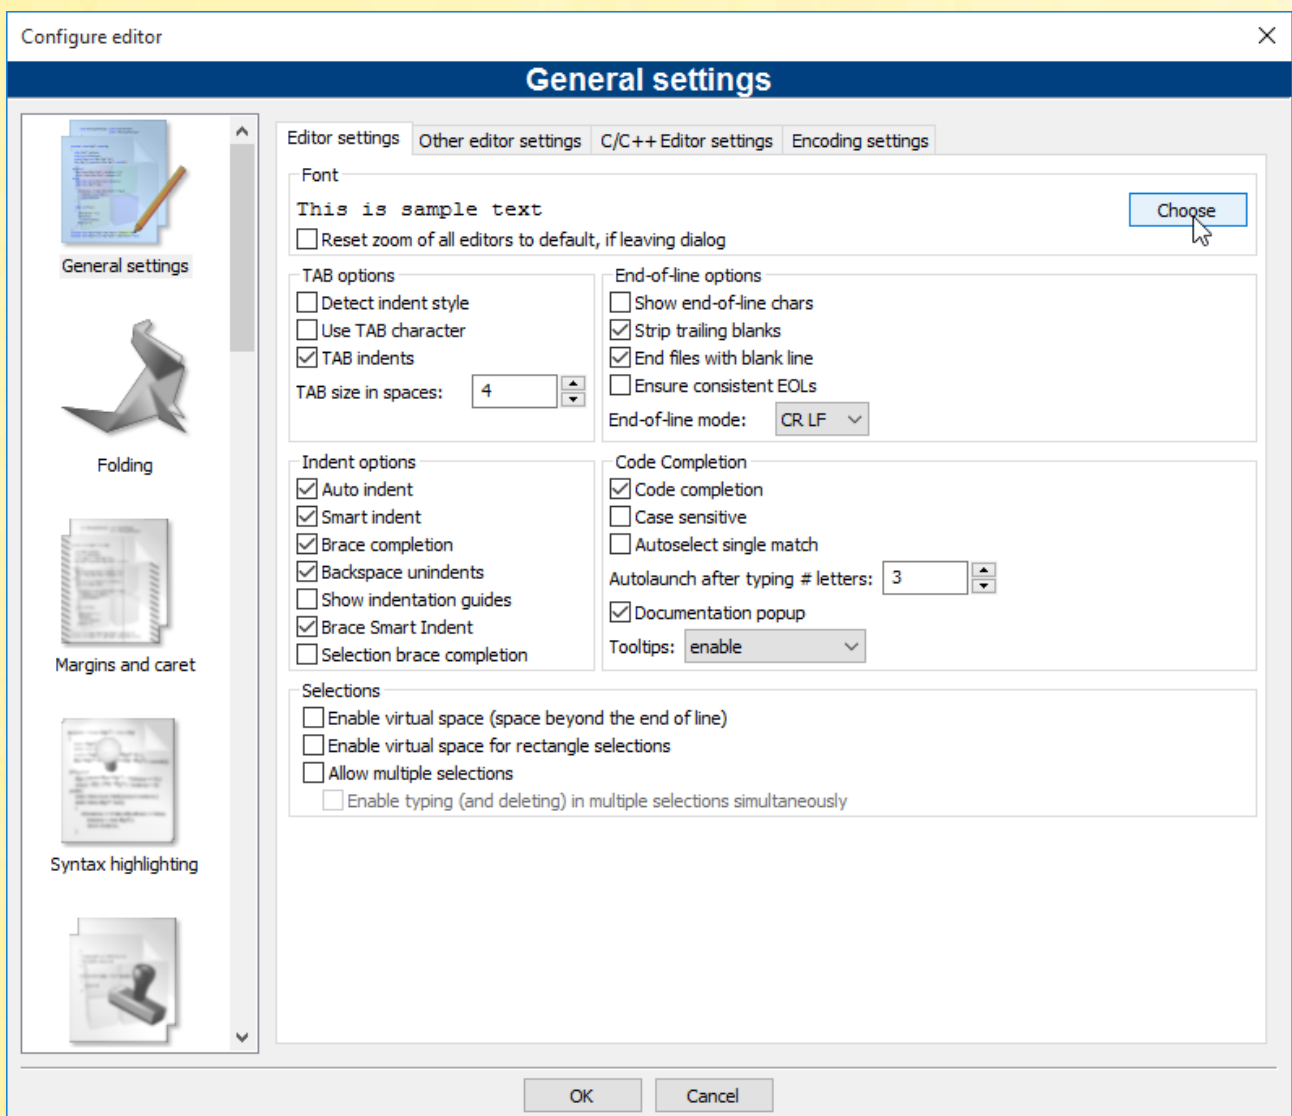 Configure editor
General settings
General settings
Folding
Margins and caret
Syntax highlighting
Editor settings
Other editor settings
C/C++ Editor settings
Encoding settings
Font
This is sample text
Choose
Reset zoom of all editors to default, if leaving dialog
TAB options
Detect indent style
Use TAB character
TAB indents
TAB size in spaces: 4
End-of-line options
Show end-of-line chars
Strip trailing blanks
End files with blank line
Ensure consistent EOLs
End-of-line mode: CR LF
Indent options
Auto indent
Smart indent
Brace completion
Backspace unindents
Show indentation guides
Brace Smart Indent
Selection brace completion
Code Completion
Code completion
Case sensitive
Autoselect single match
Autolaunch after typing # letters: 3
Documentation popup
Tooltips: enable
Selections
Enable virtual space (space beyond the end of line)
Enable virtual space for rectangle selections
Allow multiple selections
Enable typing (and deleting) in multiple selections simultaneously
OK
Cancel